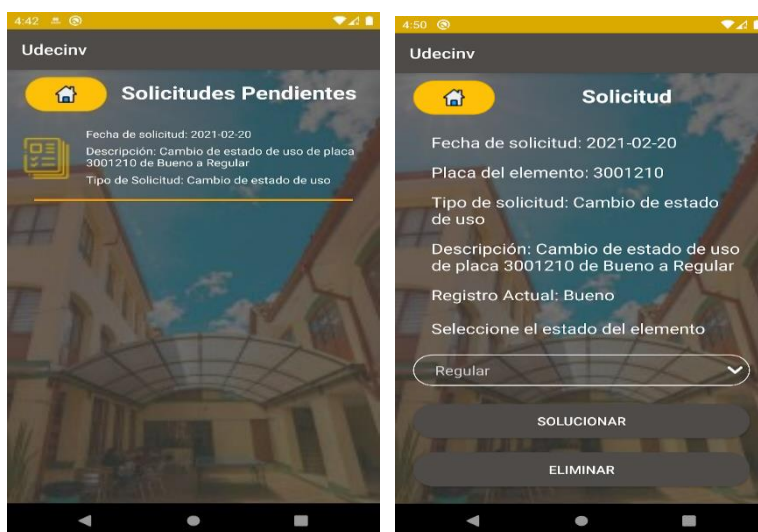 4:42
Udecinv
Solicitudes Pendientes
Fecha de solicitud: 2021-02-20
Descripción: Cambio de estado de uso de placa
3001210 de Bueno a Regular
Tipo de Solicitud: Cambio de estado de uso
4:50
Udecinv
Solicitud
Fecha de solicitud: 2021-02-20
Placa del elemento: 3001210
Tipo de solicitud: Cambio de estado
de uso
Descripción: Cambio de estado de uso
de placa 3001210 de Bueno a Regular
Registro Actual: Bueno
Seleccione el estado del elemento
Regular
SOLUCIONAR
ELIMINAR